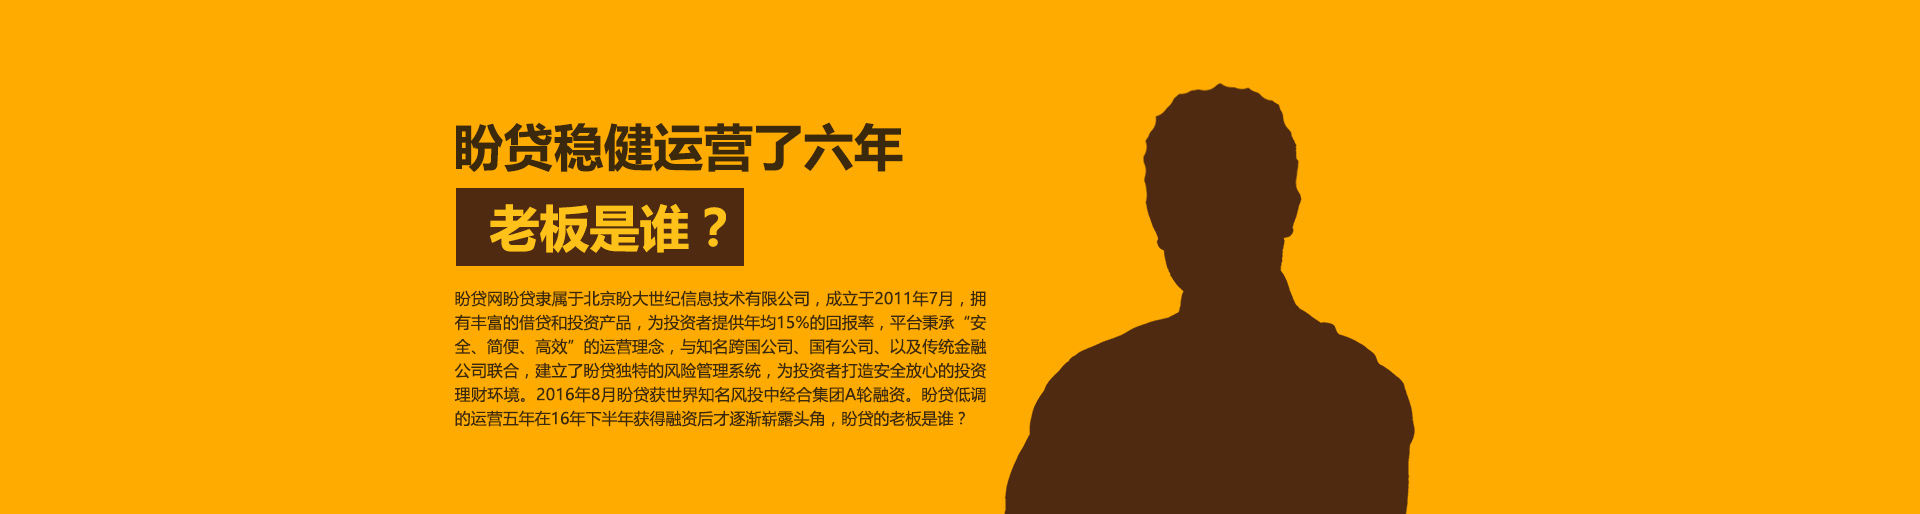 盼贷稳健运营了六年
老板是谁？
盼贷网盼贷隶属于北京盼大世纪信息技术有限公司，成立于2011年7月，拥
有丰富的借贷和投资产品，为投资者提供年均15%的回报率，平台秉承“安
全、简便、高效”的运营理念，与知名跨国公司、国有公司、以及传统金融
公司联合，建立了盼贷独特的风险管理系统，为投资者打造安全放心的投资
理财环境。2016年8月盼贷获世界知名风投中经合集团A轮融资。盼贷低调
的运营五年在16年下半年获得融资后才逐渐崭露头角，盼贷的老板是谁？